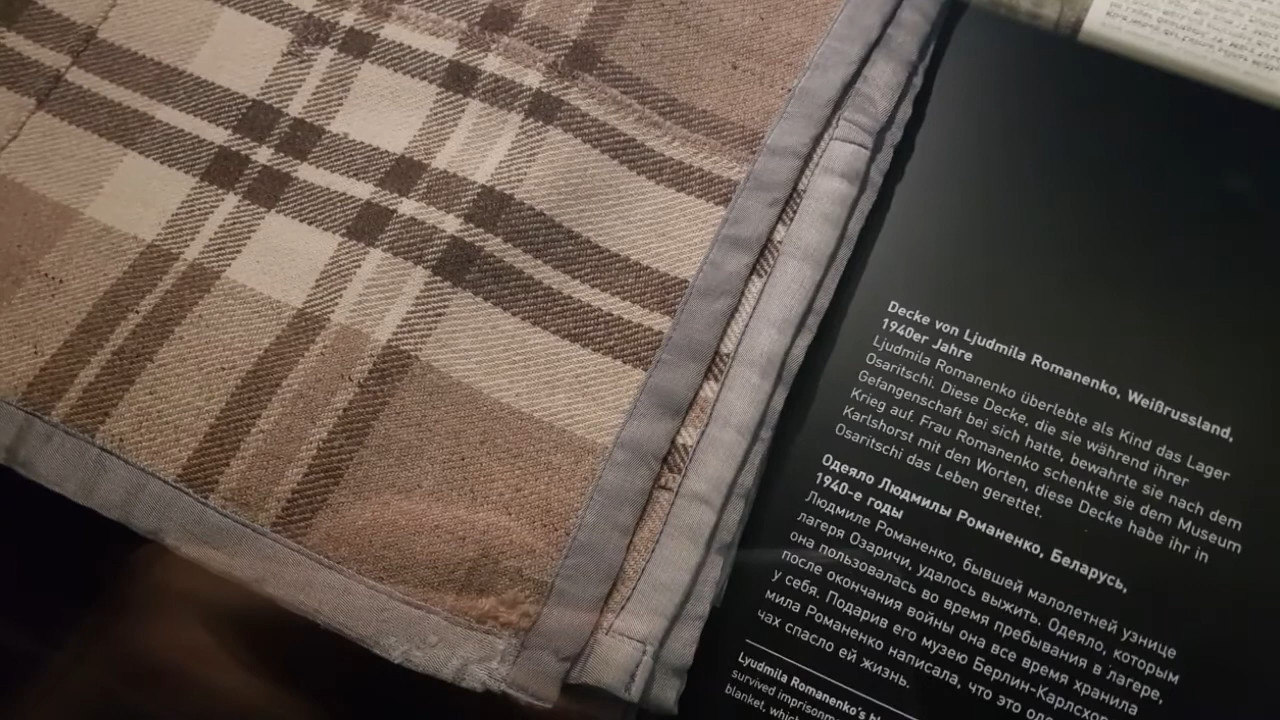 Decke von Ljudmila Romanenko, Weißrussland,
1940er Jahre
Ljudmila Romanenko überlebte als Kind das Lager
Osaritschi. Diese Decke, die sie während ihrer
Gefangenschaft bei sich hatte, bewahrte sie nach dem
Krieg auf. Frau Romanenko schenkte sie dem Museum
Karlshorst mit den Worten, diese Decke habe ihr in
Osaritschi das Leben gerettet.
Одеяло Людмилы Романенко, Беларусь,
1940-е годы
Людмиле Романенко, бывшей малолетней узнице
лагеря Озаричи, удалось выжить. Одеяло, которым
она пользовалась во время пребывания в лагере,
после окончания войны она все время хранила
у себя. Подарив его музею Берлин-Карлсхо
мила Романенко написала, что это оде
чах спасло ей жизнь.
Lyudmila Romanenko's bl
survived imprisonme
blanket, which